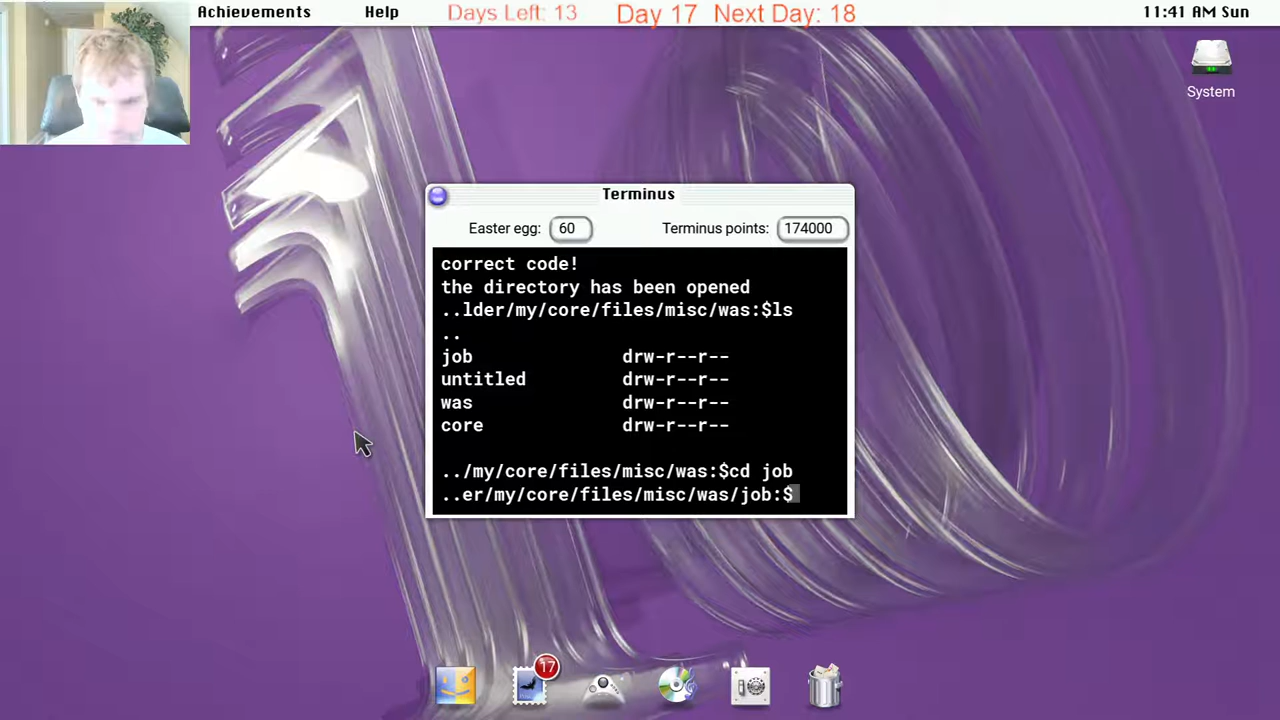 Achievements
Help
Days Left: 13
Day 17
Next Day: 18
11:41 AM Sun
System
Terminus
Easter egg: 60
Terminus points: 174000
correct code!
the directory has been opened
..lder/my/core/files/misc/was:$ls
..
job drw-r--r--
untitled drw-r--r--
was drw-r--r--
core drw-r--r--
../my/core/files/misc/was:$cd job
..er/my/core/files/misc/was/job:$
17